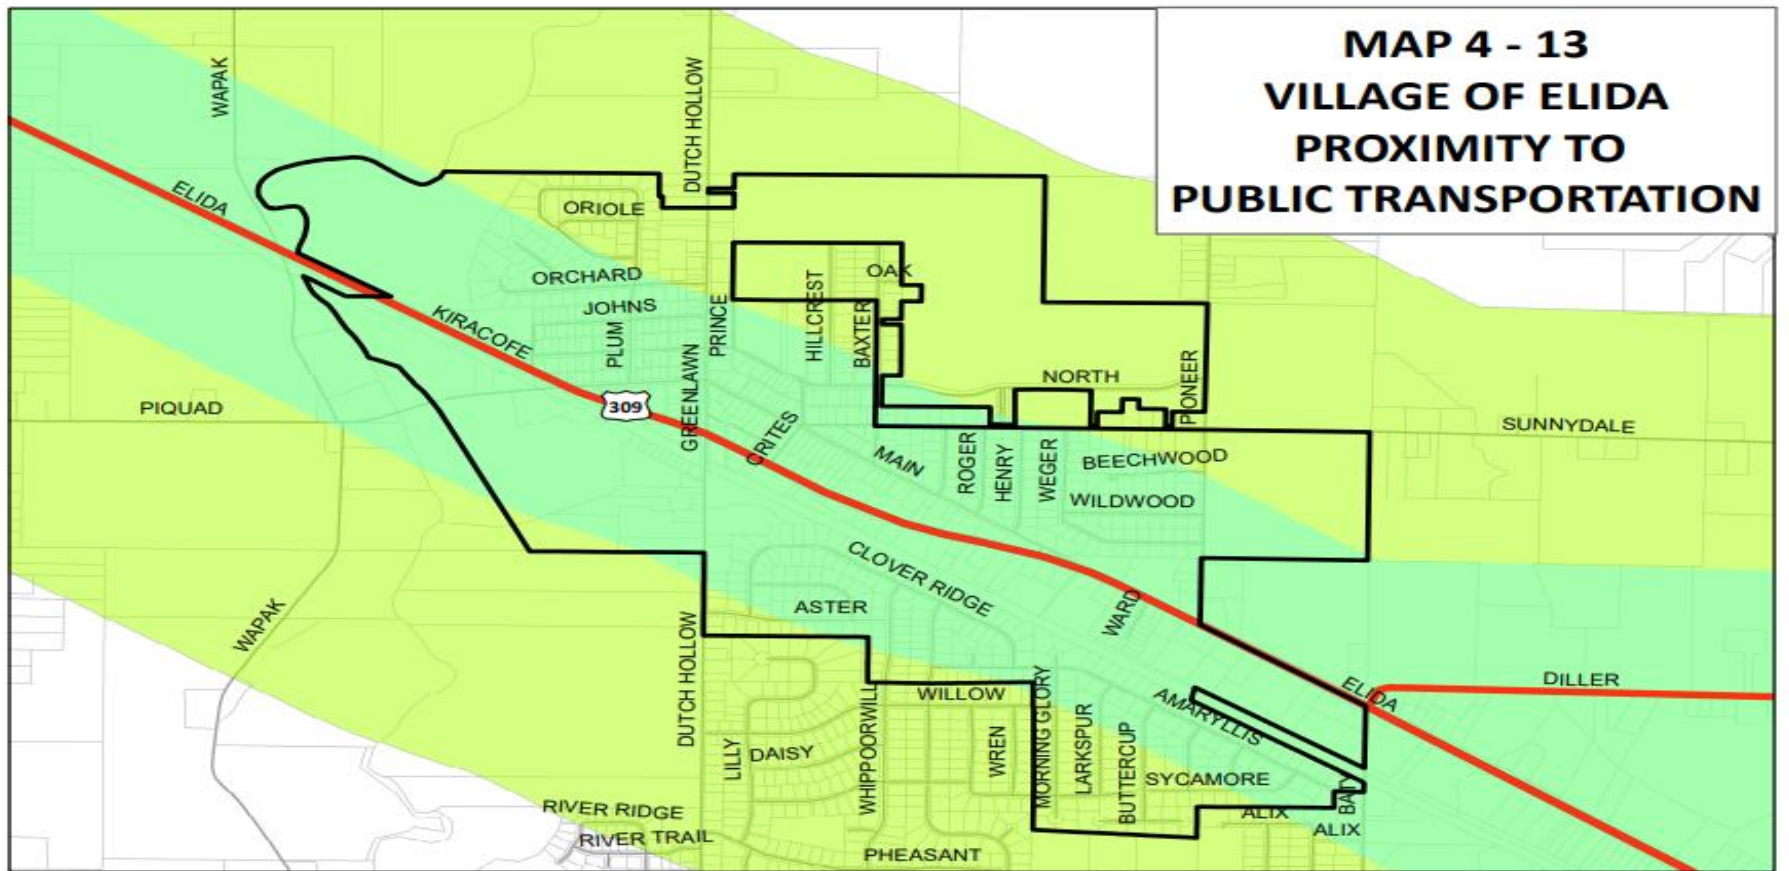 MAP 4 - 13
VILLAGE OF ELIDA
PROXIMITY TO
PUBLIC TRANSPORTATION
WAPAK
DUTCH HOLLOW
ELIDA
ORIOLE
ORCHARD
OAK
JOHNS
KIRACOFE
PLUM
PRINCE
HILLCREST
BAXTER
309
GREENLAWN
CRITES
NORTH
PIONEER
PIQUAD
SUNNYDALE
MAIN
ROGER
HENRY
WEGER
BEECHWOOD
WILDWOOD
CLOVER RIDGE
ASTER
WARD
WAPAK
DUTCH HOLLOW
WILLOW
ELIDA
DILLER
AMARYLLIS
LILLY
DAISY
WHIPPOORWILL
WREN
MORNING GLORY
LARKSPUR
BUTTERCUP
SYCAMORE
BATY
ALIX
ALIX
RIVER RIDGE
RIVER TRAIL
PHEASANT